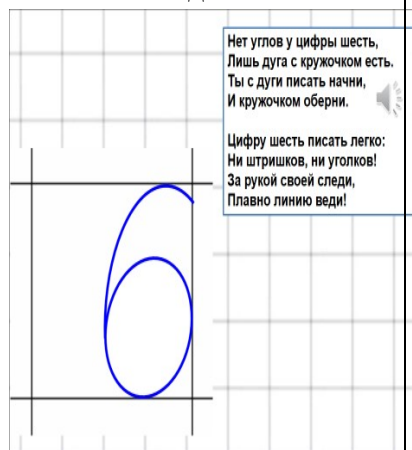 Нет углов у цифры шесть,
Лишь дуга с кружочком есть.
Ты с дуги писать начни,
И кружочком оберни.
Цифру шесть писать легко:
Ни штришков, ни уголков!
За рукой своей следи,
Плавно линию веди!
6